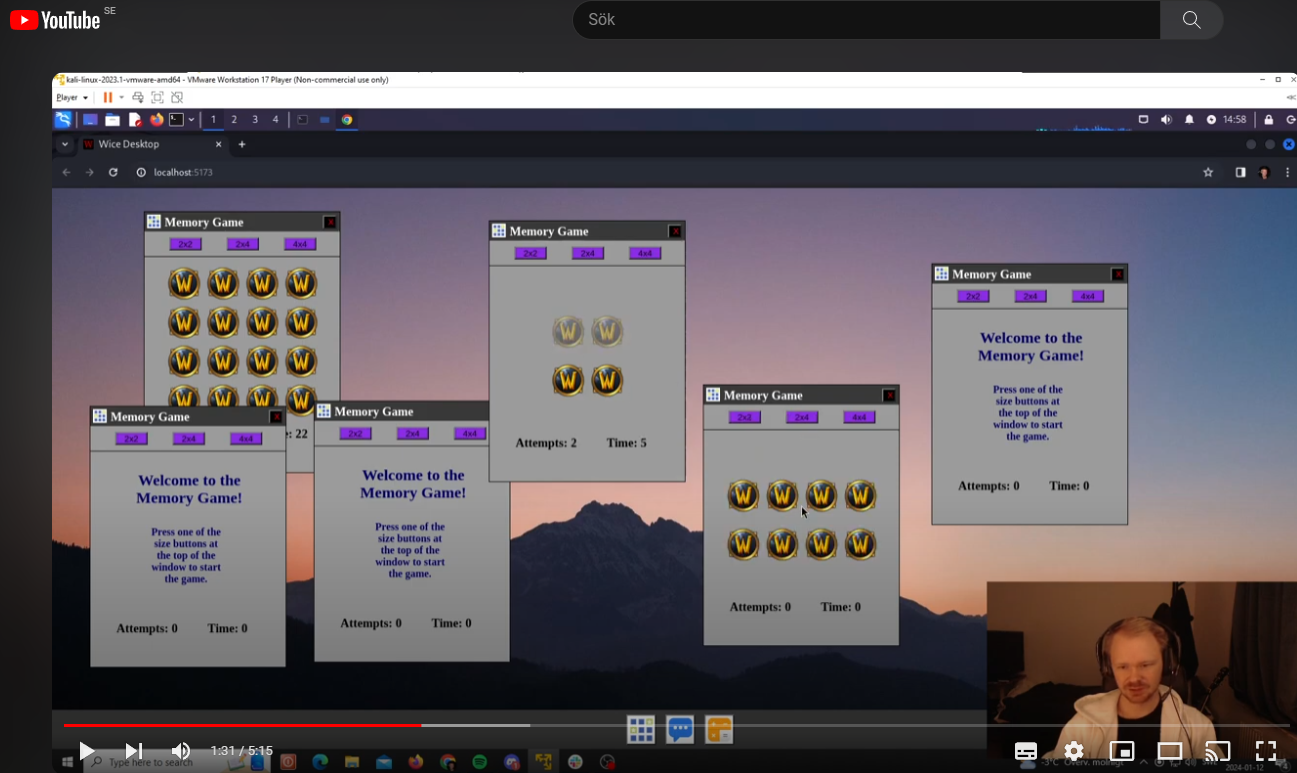 YouTube SE
Sök
kali-linux-2023.1-vmware-amd64 - VMware Workstation 17 Player (Non-commercial use only)
Player
1 2 3 4
14:58
Wice Desktop
localhost:5173
Memory Game
2x2 2x4 4x4
: 22
Memory Game
2x2 2x4 4x4
Attempts: 2 Time: 5
Memory Game
2x2 2x4 4x4
Welcome to the
Memory Game!
Press one of the
size buttons at
the top of the
window to start
the game.
Attempts: 0 Time: 0
Memory Game
2x2 2x4 4x4
Attempts: 0 Time: 0
Memory Game
2x2 2x4 4x4
Welcome to the
Memory Game!
Press one of the
size buttons at
the top of the
window to start
the game.
Attempts: 0 Time: 0
Memory Game
2x2 2x4 4x4
Welcome to the
Memory Game!
Press one of the
size buttons at
the top of the
window to start
the game.
Attempts: 0 Time: 0
1:31 / 5:15
Type here to search
-3°C
2024-01-12